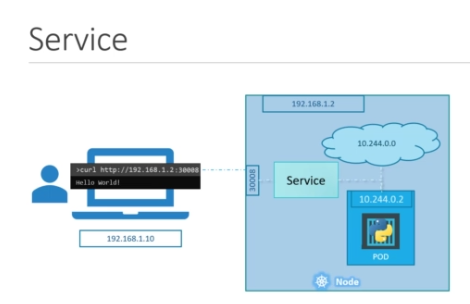 Service
192.168.1.2
10.244.0.0
>curl http://192.168.1.2:30008
Hello World!
30008
Service
10.244.0.2
POD
192.168.1.10
Node